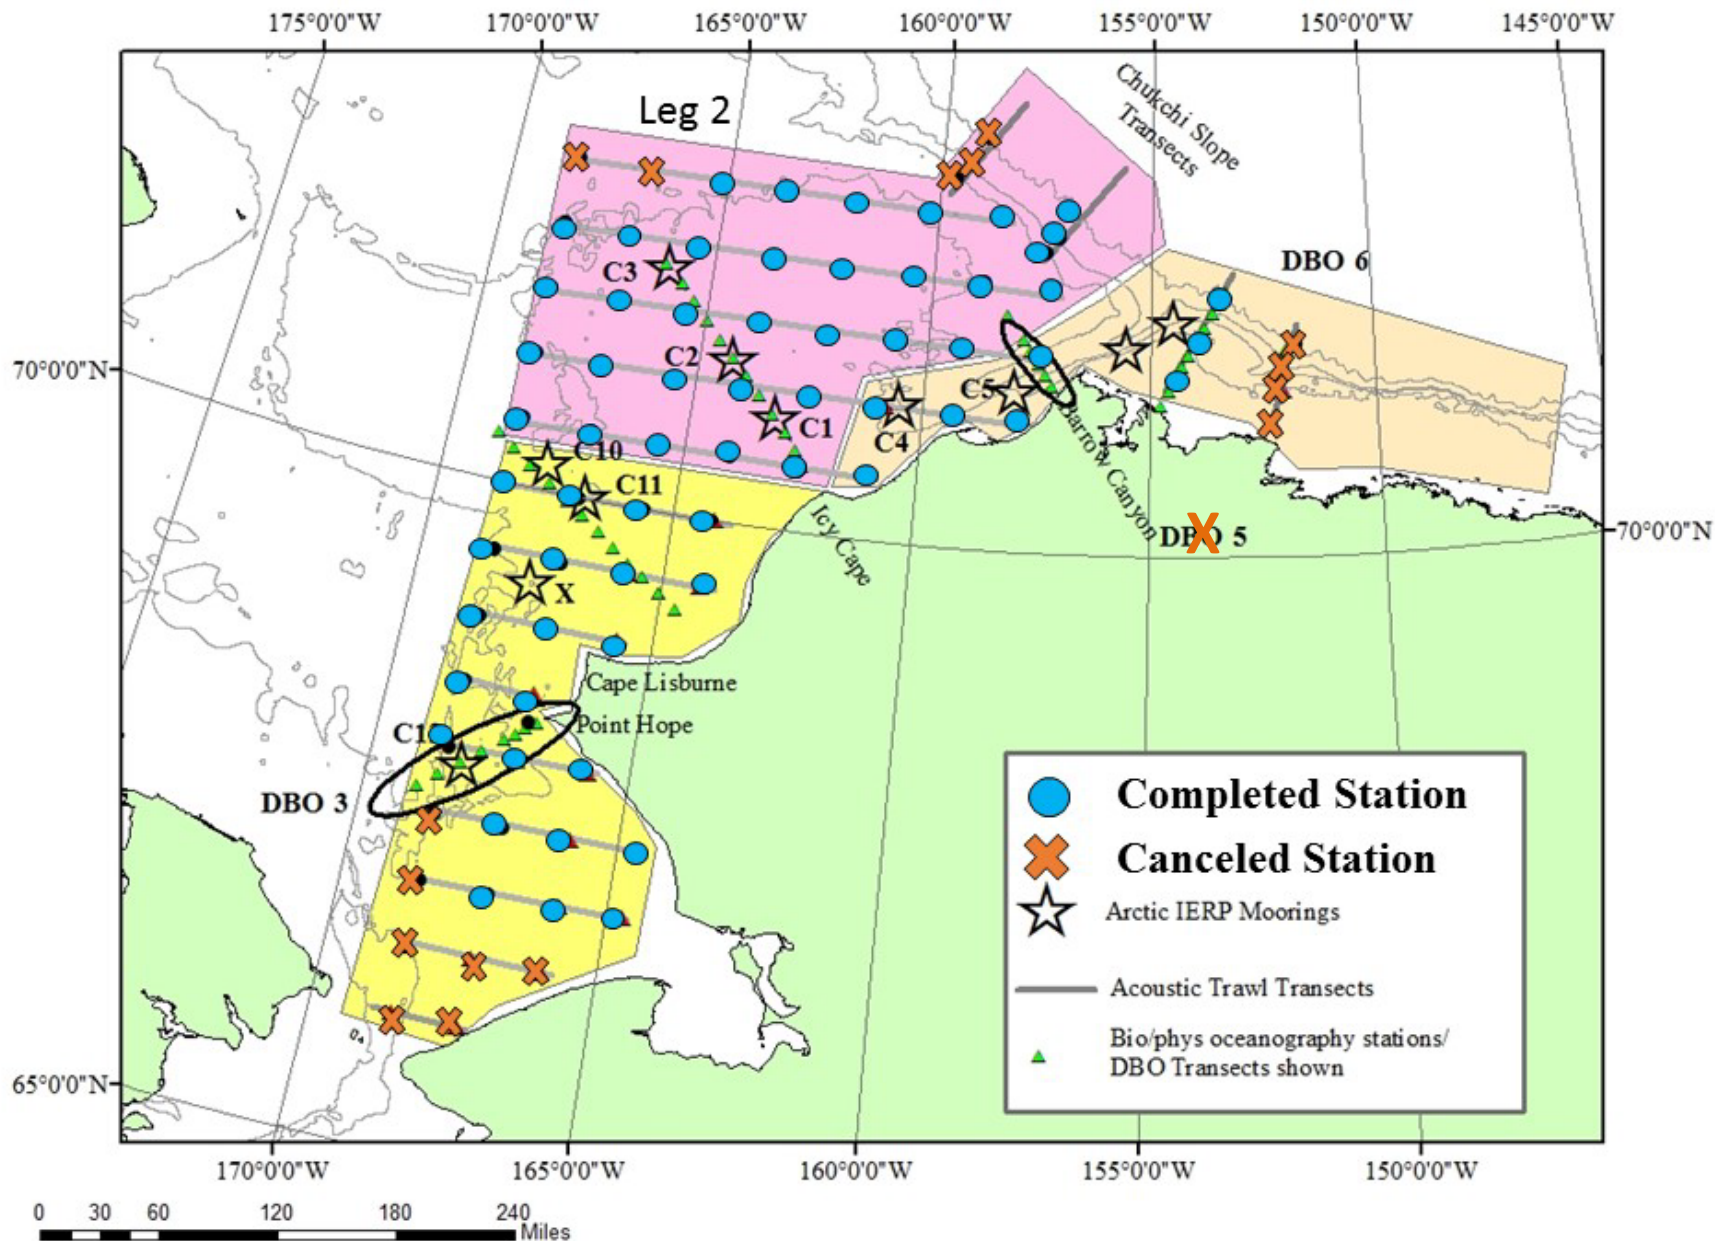 175°0'0"W 170°0'0"W 165°0'0"W 160°0'0"W 155°0'0"W 150°0'0"W 145°0'0"W
Leg 2
Chukchi Slope
Transects
DBO 6
C3
70°0'0"N
C2
C5
C1
C4
Barrow Canyon
C10
C11
Icy Cape
70°0'0"N
DBO 5
X
Cape Lisburne
Point Hope
DBO 3
Completed Station
Canceled Station
Arctic IERP Moorings
Acoustic Trawl Transects
Bio/phys oceanography stations/
DBO Transects shown
65°0'0"N
170°0'0"W 165°0'0"W 160°0'0"W 155°0'0"W 150°0'0"W
0 30 60 120 180 240
Miles